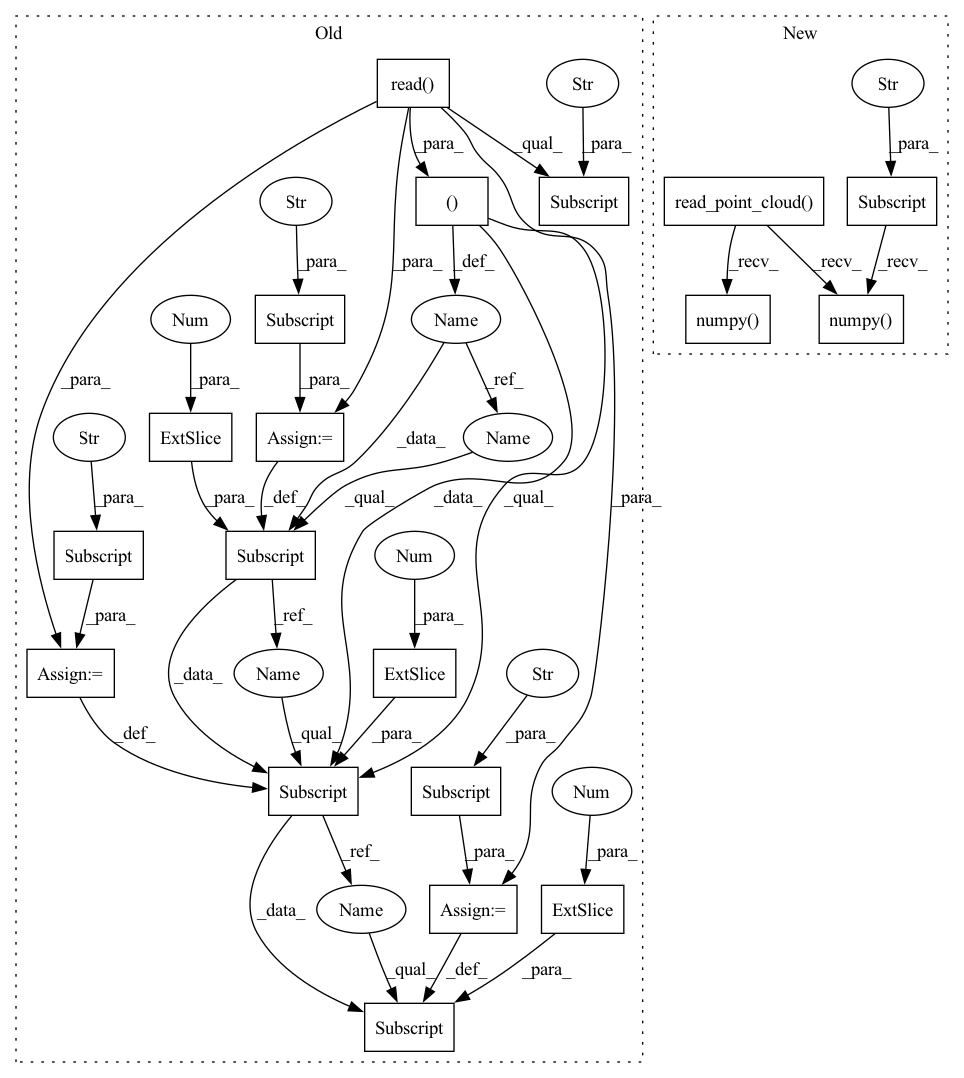 Old
New
read()
Str
Str
_para_
_para_
_qual_
_para_
_para_
Str
()
Subscript
read_point_cloud()
Subscript
_para_
_para_
_def_
_recv_
_recv_
_recv_
Num
Subscript
Name
numpy()
numpy()
_para_
_para_
_para_
_ref_
Str
ExtSlice
Assign:=
_data_
Name
_para_
_para_
_def_
_qual_
_data_
_qual_
_para_
Subscript
Subscript
Num
_para_
_ref_
_para_
Assign:=
_data_
Name
ExtSlice
Str
_def_
_qual_
_para_
_para_
Subscript
Subscript
Num
_ref_
_para_
_para_
_data_
Name
Assign:=
ExtSlice
_qual_
_def_
_para_
Subscript